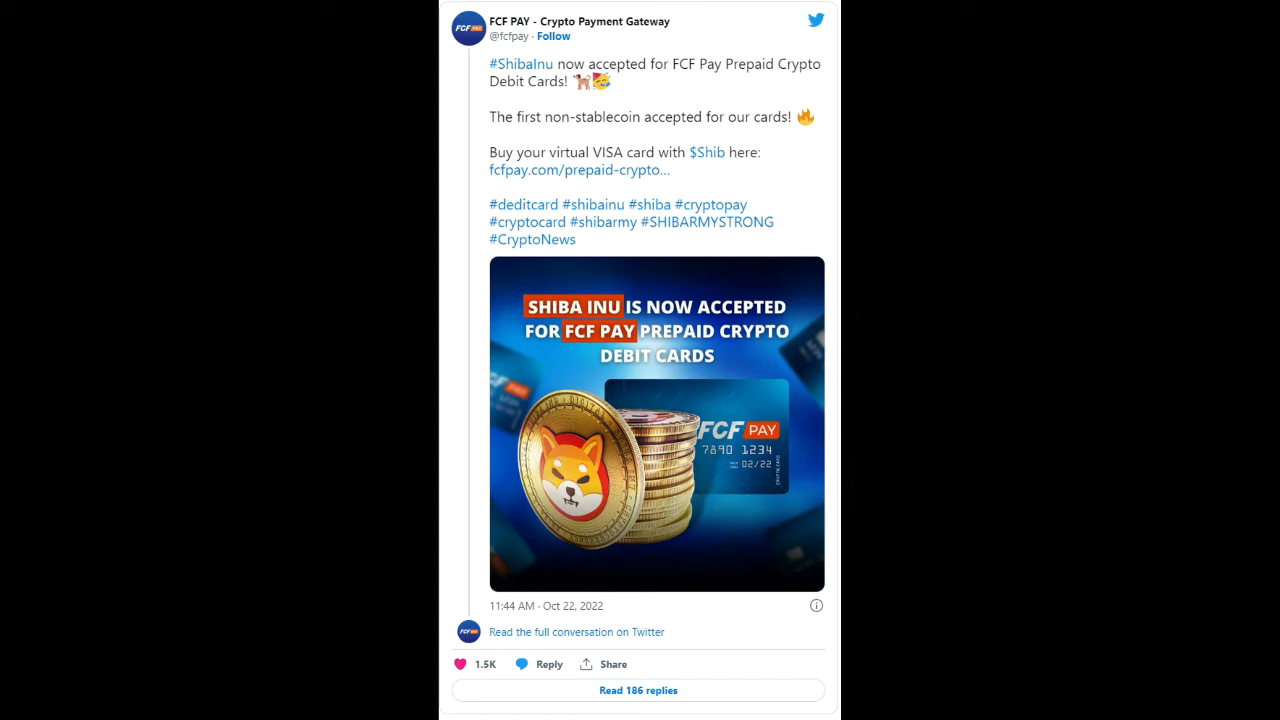 FCF PAY - Crypto Payment Gateway
@fcfpay · Follow
#ShibaInu now accepted for FCF Pay Prepaid Crypto
Debit Cards! 🐕🥳
The first non-stablecoin accepted for our cards! 🔥
Buy your virtual VISA card with $Shib here:
fcfpay.com/prepaid-crypto…
#deditcard #shibainu #shiba #cryptopay
#cryptocard #shibarmy #SHIBARMYSTRONG
#CryptoNews
SHIBA INU IS NOW ACCEPTED
FOR FCF PAY PREPAID CRYPTO
DEBIT CARDS
FCF PAY
7890 1234
02/22
11:44 AM · Oct 22, 2022
Read the full conversation on Twitter
1.5K Reply Share
Read 186 replies